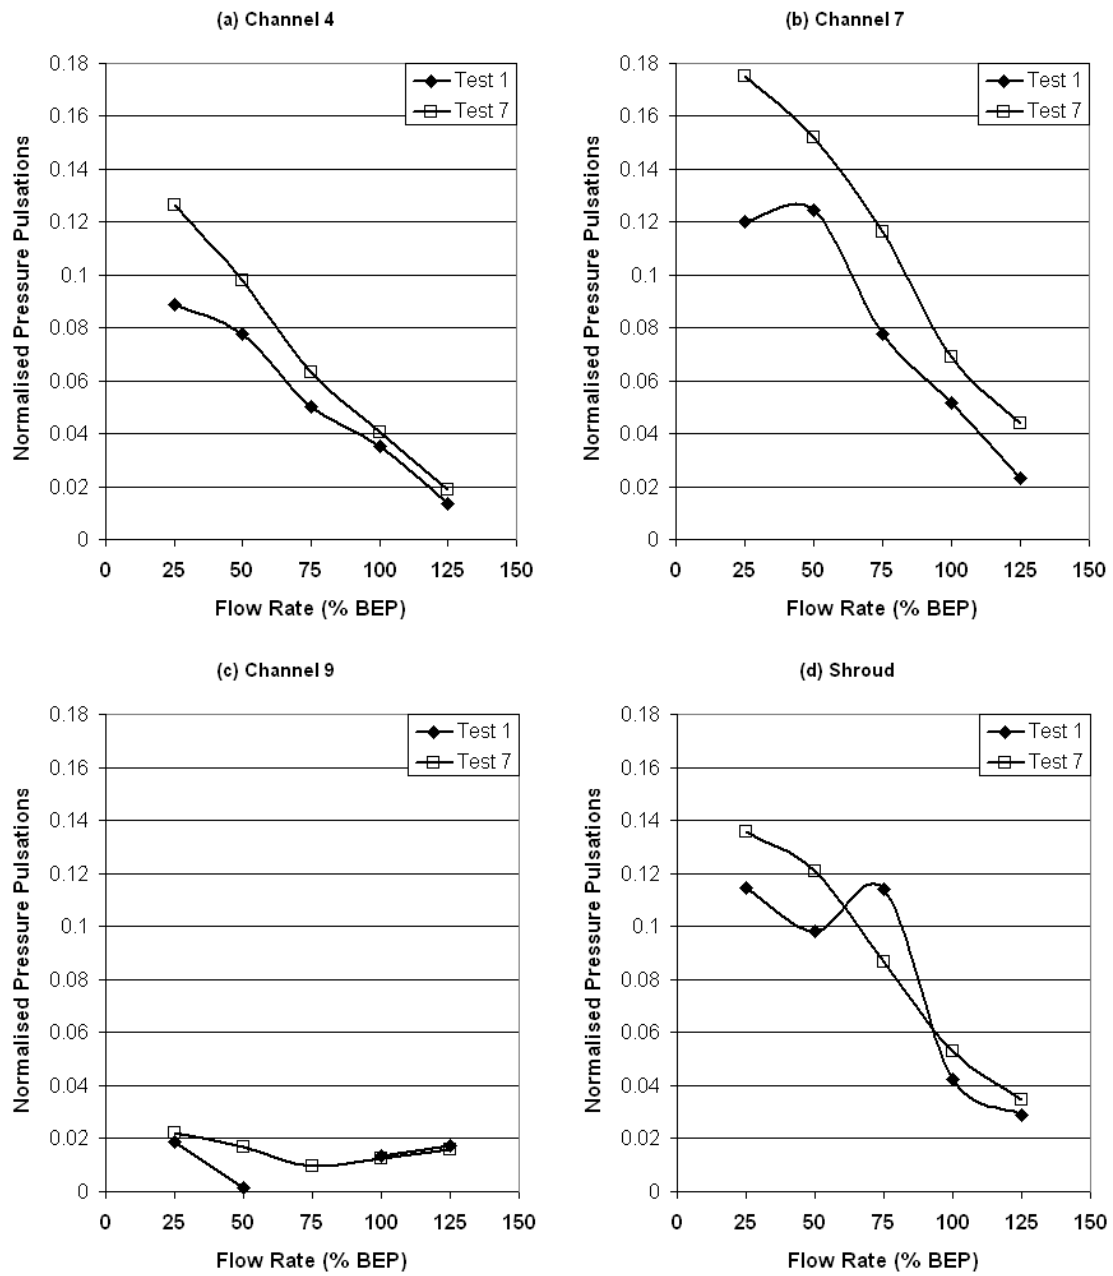 (a) Channel 4
Normalised Pressure Pulsations
0.18
0.16
0.14
0.12
0.1
0.08
0.06
0.04
0.02
0
Test 1
Test 7
0 25 50 75 100 125 150
Flow Rate (% BEP)
(b) Channel 7
Normalised Pressure Pulsations
0.18
0.16
0.14
0.12
0.1
0.08
0.06
0.04
0.02
0
Test 1
Test 7
0 25 50 75 100 125 150
Flow Rate (% BEP)
(c) Channel 9
Normalised Pressure Pulsations
0.18
0.16
0.14
0.12
0.1
0.08
0.06
0.04
0.02
0
Test 1
Test 7
0 25 50 75 100 125 150
Flow Rate (% BEP)
(d) Shroud
Normalised Pressure Pulsations
0.18
0.16
0.14
0.12
0.1
0.08
0.06
0.04
0.02
0
Test 1
Test 7
0 25 50 75 100 125 150
Flow Rate (% BEP)